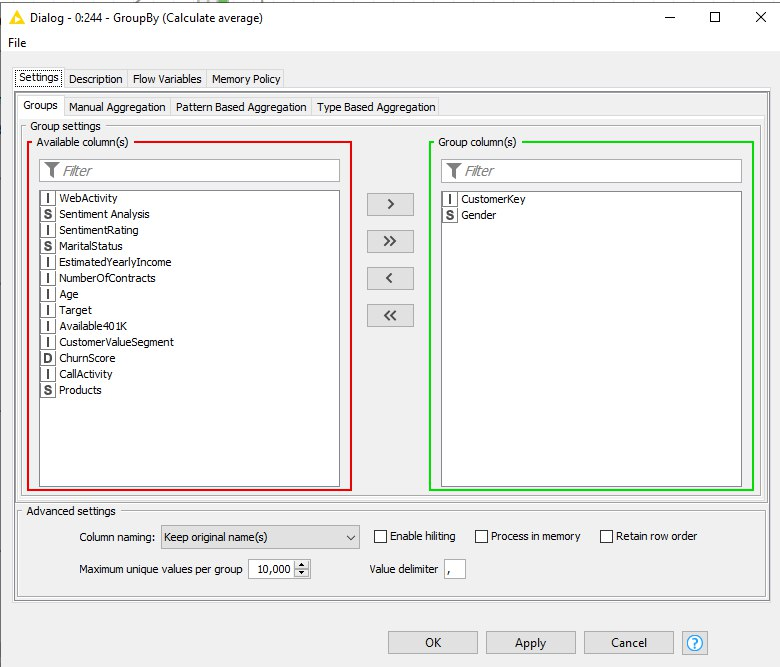 Dialog - 0:244 - GroupBy (Calculate average)
File
Settings Description Flow Variables Memory Policy
Groups Manual Aggregation Pattern Based Aggregation Type Based Aggregation
Group settings
Available column(s)
Filter
I WebActivity
S Sentiment Analysis
I SentimentRating
S MaritalStatus
I EstimatedYearlyIncome
I NumberOfContracts
I Age
I Target
I Available401K
I CustomerValueSegment
D ChurnScore
I CallActivity
S Products
>
>>
<
<<
Group column(s)
Filter
I CustomerKey
S Gender
Advanced settings
Column naming: Keep original name(s) Enable hiliting Process in memory Retain row order
Maximum unique values per group 10,000 Value delimiter ,
OK Apply Cancel ?